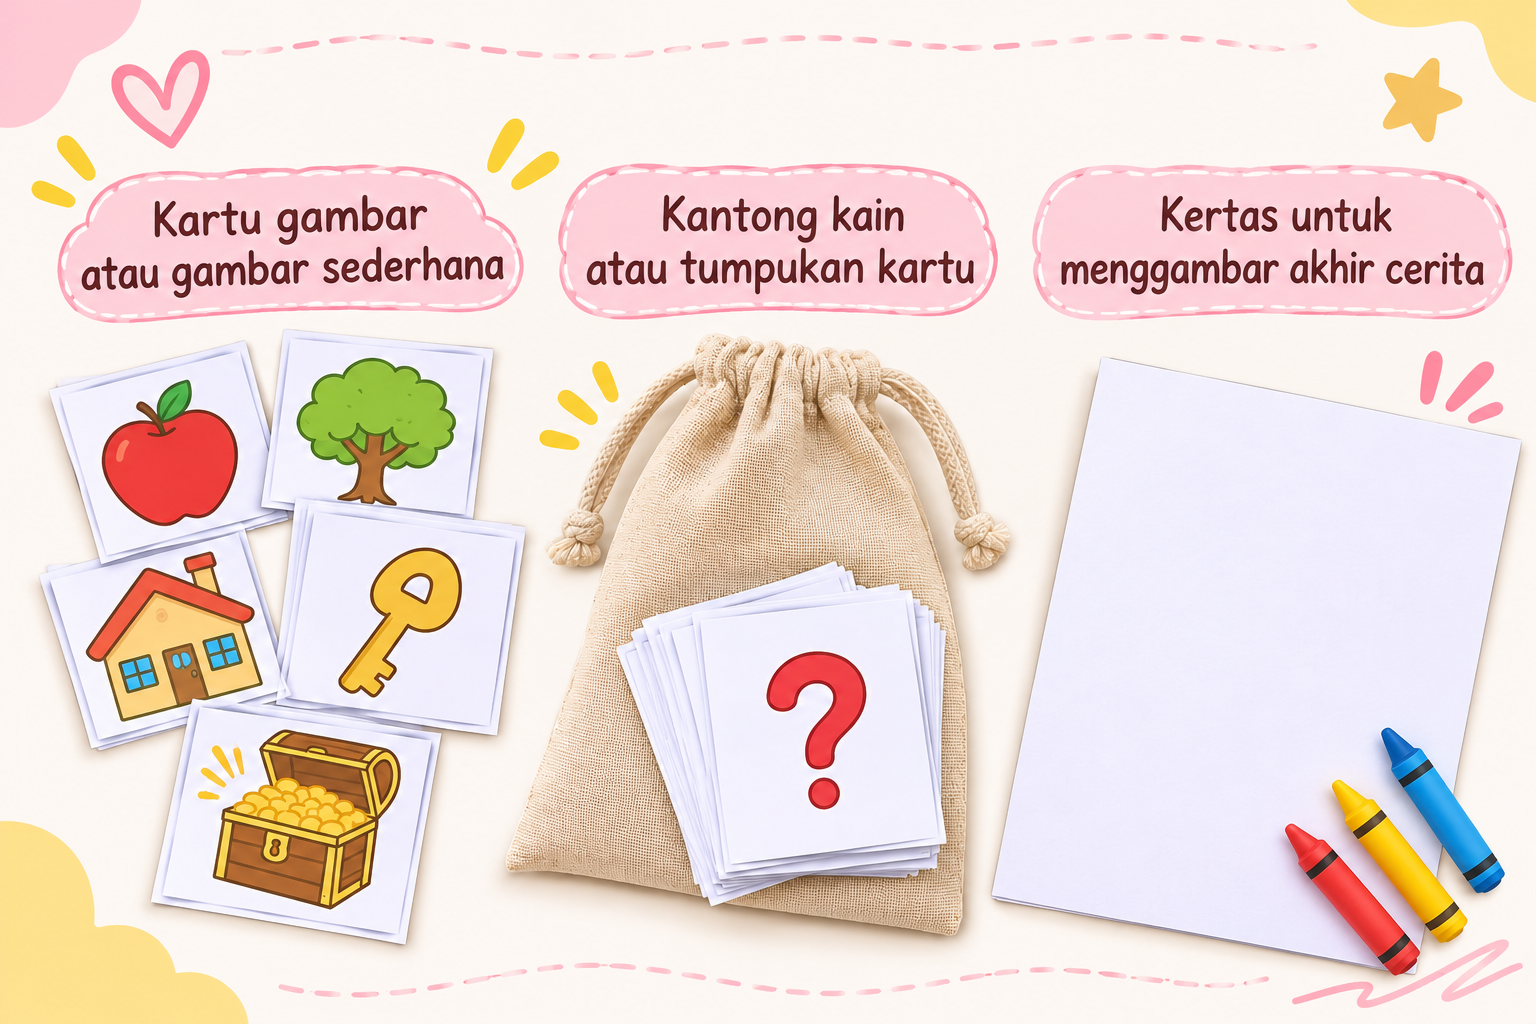 Kartu gambar
atau gambar sederhana
Kantong kain
atau tumpukan kartu
Kertas untuk
menggambar akhir cerita
?